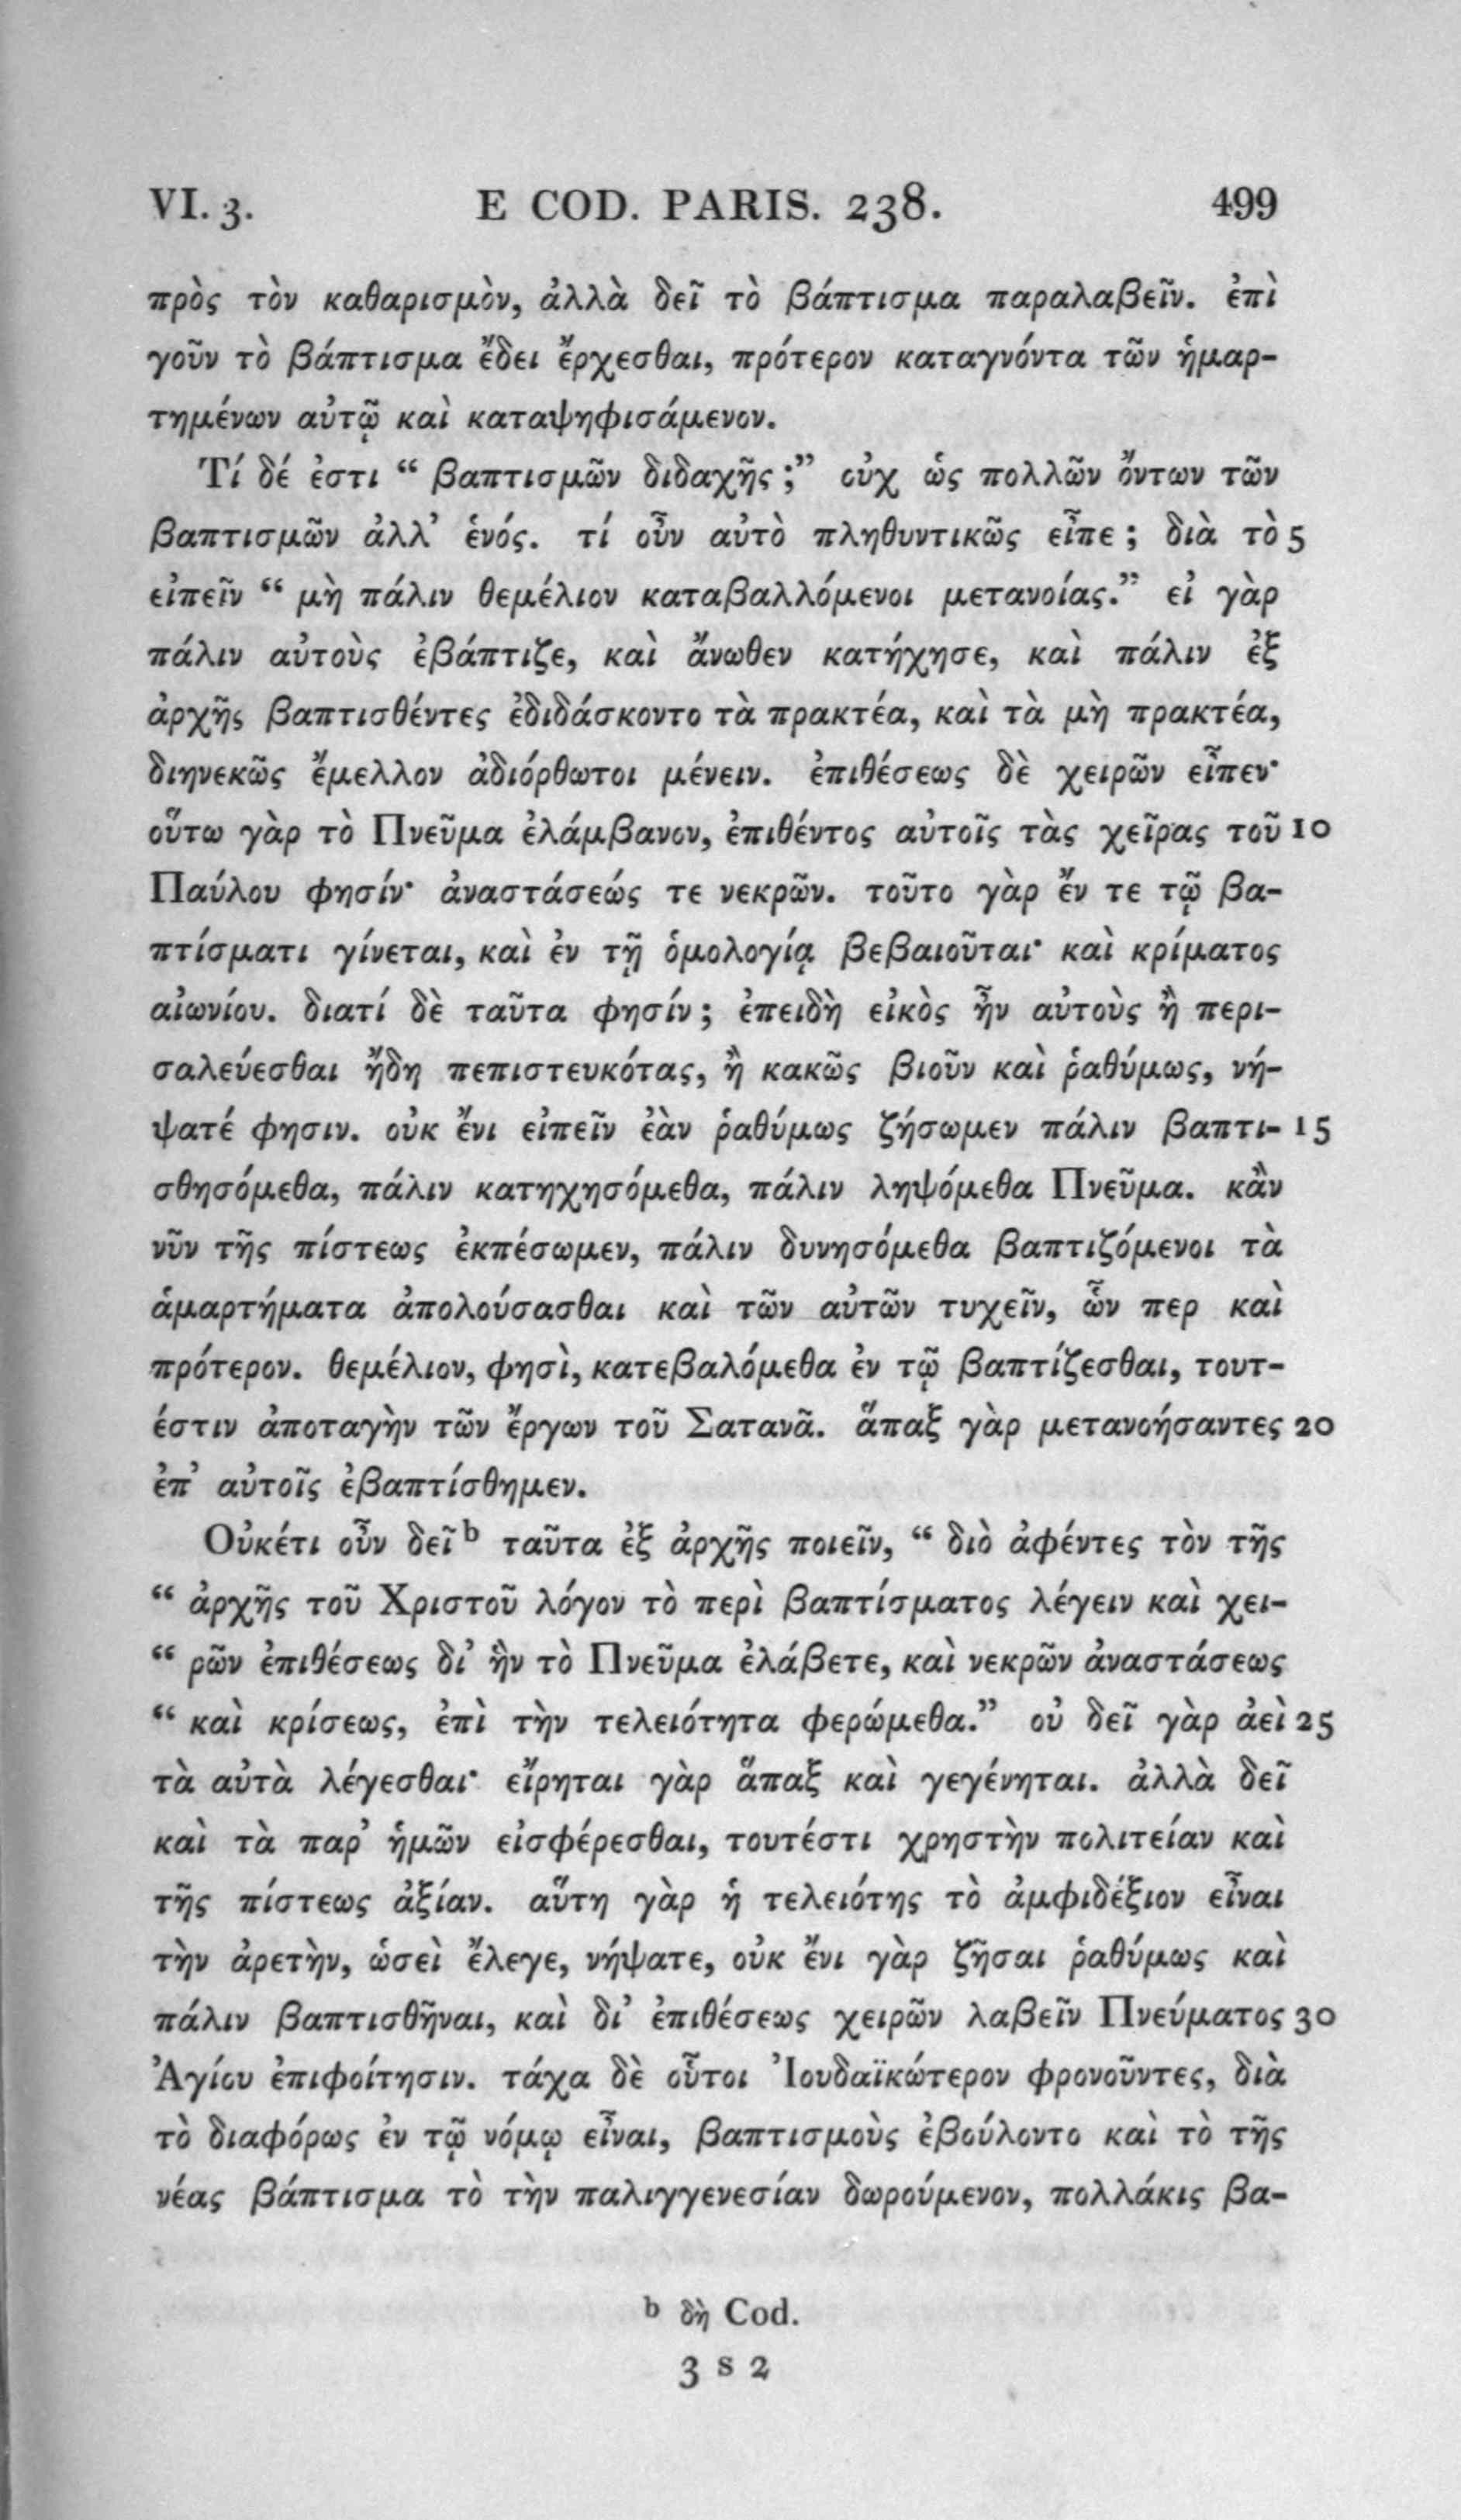 VI. 3. E COD. PARIS. 238. 499
πρὸς τὸν καθαρισμὸν, ἀλλὰ δεῖ τὸ βάπτισμα παραλαβεῖν. ἐπὶ
γοῦν τὸ βάπτισμα ἔδει ἔρχεσθαι, πρότερον καταγνόντα τῶν ἡμαρ-
τημένων αὐτῷ καὶ καταψηφισάμενον.
Τί δέ ἐστι “ βαπτισμῶν διδαχῆς ;” οὐχ ὡς πολλῶν ὄντων τῶν
βαπτισμῶν ἀλλ’ ἑνός. τί οὖν αὐτὸ πληθυντικῶς εἶπε ; διὰ τὸ 5
εἰπεῖν “ μὴ πάλιν θεμέλιον καταβαλλόμενοι μετανοίας.” εἰ γὰρ
πάλιν αὐτοὺς ἐβάπτιζε, καὶ ἄνωθεν κατήχησε, καὶ πάλιν ἐξ
ἀρχῆς βαπτισθέντες ἐδιδάσκοντο τὰ πρακτέα, καὶ τὰ μὴ πρακτέα,
διηνεκῶς ἔμελλον ἀδιόρθωτοι μένειν. ἐπιθέσεως δὲ χειρῶν εἶπεν·
οὕτω γὰρ τὸ Πνεῦμα ἐλάμβανον, ἐπιθέντος αὐτοῖς τὰς χεῖρας τοῦ 10
Παύλου φησίν· ἀναστάσεώς τε νεκρῶν. τοῦτο γὰρ ἔν τε τῷ βα-
πτίσματι γίνεται, καὶ ἐν τῇ ὁμολογίᾳ βεβαιοῦται· καὶ κρίματος
αἰωνίου. διατί δὲ ταῦτα φησίν ; ἐπειδὴ εἰκὸς ἦν αὐτοὺς ἢ περι-
σαλεύεσθαι ἤδη πεπιστευκότας, ἢ κακῶς βιοῦν καὶ ῥαθύμως, νή-
ψατέ φησιν. οὐκ ἔνι εἰπεῖν ἐὰν ῥαθύμως ζήσωμεν πάλιν βαπτι- 15
σθησόμεθα, πάλιν κατηχησόμεθα, πάλιν ληψόμεθα Πνεῦμα. κἂν
νῦν τῆς πίστεως ἐκπέσωμεν, πάλιν δυνησόμεθα βαπτιζόμενοι τὰ
ἁμαρτήματα ἀπολούσασθαι καὶ τῶν αὐτῶν τυχεῖν, ὧν περ καὶ
πρότερον. θεμέλιον, φησὶ, κατεβαλόμεθα ἐν τῷ βαπτίζεσθαι, τουτ-
έστιν ἀποταγὴν τῶν ἔργων τοῦ Σατανᾶ. ἅπαξ γὰρ μετανοήσαντες 20
ἐπ’ αὐτοῖς ἐβαπτίσθημεν.
Οὐκέτι οὖν δεῖ b ταῦτα ἐξ ἀρχῆς ποιεῖν, “ διὸ ἀφέντες τὸν τῆς
“ ἀρχῆς τοῦ Χριστοῦ λόγον τὸ περὶ βαπτίσματος λέγειν καὶ χει-
“ ρῶν ἐπιθέσεως δι’ ἣν τὸ Πνεῦμα ἐλάβετε, καὶ νεκρῶν ἀναστάσεως
“ καὶ κρίσεως, ἐπὶ τὴν τελειότητα φερώμεθα.” οὐ δεῖ γὰρ ἀεὶ 25
τὰ αὐτὰ λέγεσθαι· εἴρηται γὰρ ἅπαξ καὶ γεγένηται. ἀλλὰ δεῖ
καὶ τὰ παρ’ ἡμῶν εἰσφέρεσθαι, τουτέστι χρηστὴν πολιτείαν καὶ
τῆς πίστεως ἀξίαν. αὕτη γὰρ ἡ τελειότης τὸ ἀμφιδέξιον εἶναι
τὴν ἀρετὴν, ὡσεὶ ἔλεγε, νήψατε, οὐκ ἔνι γὰρ ζῆσαι ῥαθύμως καὶ
πάλιν βαπτισθῆναι, καὶ δι’ ἐπιθέσεως χειρῶν λαβεῖν Πνεύματος 30
Ἁγίου ἐπιφοίτησιν. τάχα δὲ οὗτοι Ἰουδαϊκώτερον φρονοῦντες, διὰ
τὸ διαφόρως ἐν τῷ νόμῳ εἶναι, βαπτισμοὺς ἐβούλοντο καὶ τὸ τῆς
νέας βάπτισμα τὸ τὴν παλιγγενεσίαν δωρούμενον, πολλάκις βα-
b δὴ Cod.
3 S 2